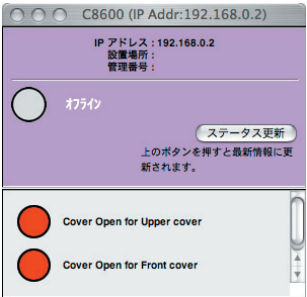 C8600 (IP Addr:192.168.0.2)
IP アドレス : 192.168.0.2
設置場所 :
管理番号 :
オフライン
ステータス更新
上のボタンを押すと最新情報に更
新されます。
Cover Open for Upper cover
Cover Open for Front cover